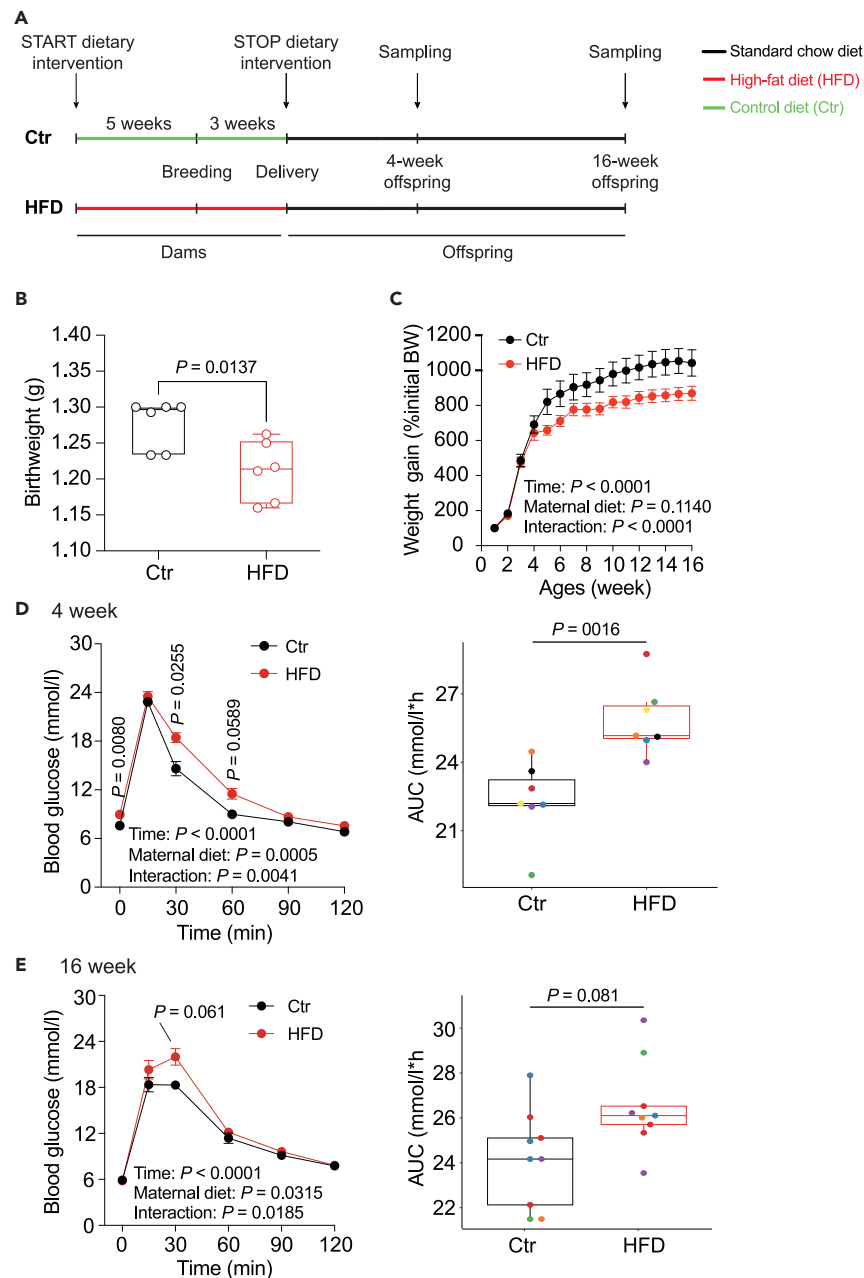 A
START dietary
intervention
STOP dietary
intervention
Sampling
Sampling
Standard chow diet
High-fat diet (HFD)
Control diet (Ctr)
5 weeks
3 weeks
Ctr
Breeding
Delivery
4-week
offspring
16-week
offspring
HFD
Dams
Offspring
B
Birthweight (g)
1.40
1.35
1.30
1.25
1.20
1.15
1.10
P = 0.0137
Ctr
HFD
C
Weight gain (%initial BW)
1200
1000
800
600
400
200
0
Ctr
HFD
Time: P < 0.0001
Maternal diet: P = 0.1140
Interaction: P < 0.0001
0 2 4 6 8 10 12 14 16
Ages (week)
D 4 week
Blood glucose (mmol/l)
30
24
18
12
6
0
Ctr
HFD
P = 0.0080
P = 0.0255
P = 0.0589
Time: P < 0.0001
Maternal diet: P = 0.0005
Interaction: P = 0.0041
0 30 60 90 120
Time (min)
P = 0016
AUC (mmol/l*h)
27
25
22
21
Ctr
HFD
E 16 week
Blood glucose (mmol/l)
30
24
18
12
6
0
P = 0.061
Ctr
HFD
Time: P < 0.0001
Maternal diet: P = 0.0315
Interaction: P = 0.0185
0 30 60 90 120
Time (min)
P = 0.081
AUC (mmol/l*h)
30
28
26
24
22
Ctr
HFD